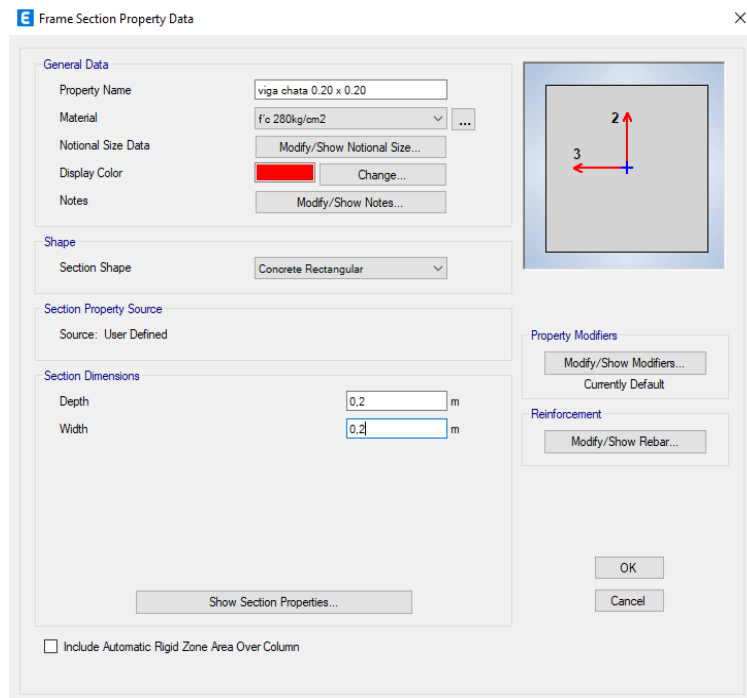 E Frame Section Property Data
General Data
Property Name viga chata 0.20 x 0.20
Material f'c 280kg/cm2 ...
Notional Size Data Modify/Show Notional Size...
Display Color Change...
Notes Modify/Show Notes...
Shape
Section Shape Concrete Rectangular
Section Property Source
Source: User Defined
Section Dimensions
Depth 0,2 m
Width 0,2 m
Show Section Properties...
Include Automatic Rigid Zone Area Over Column
2
3
Property Modifiers
Modify/Show Modifiers...
Currently Default
Reinforcement
Modify/Show Rebar...
OK
Cancel